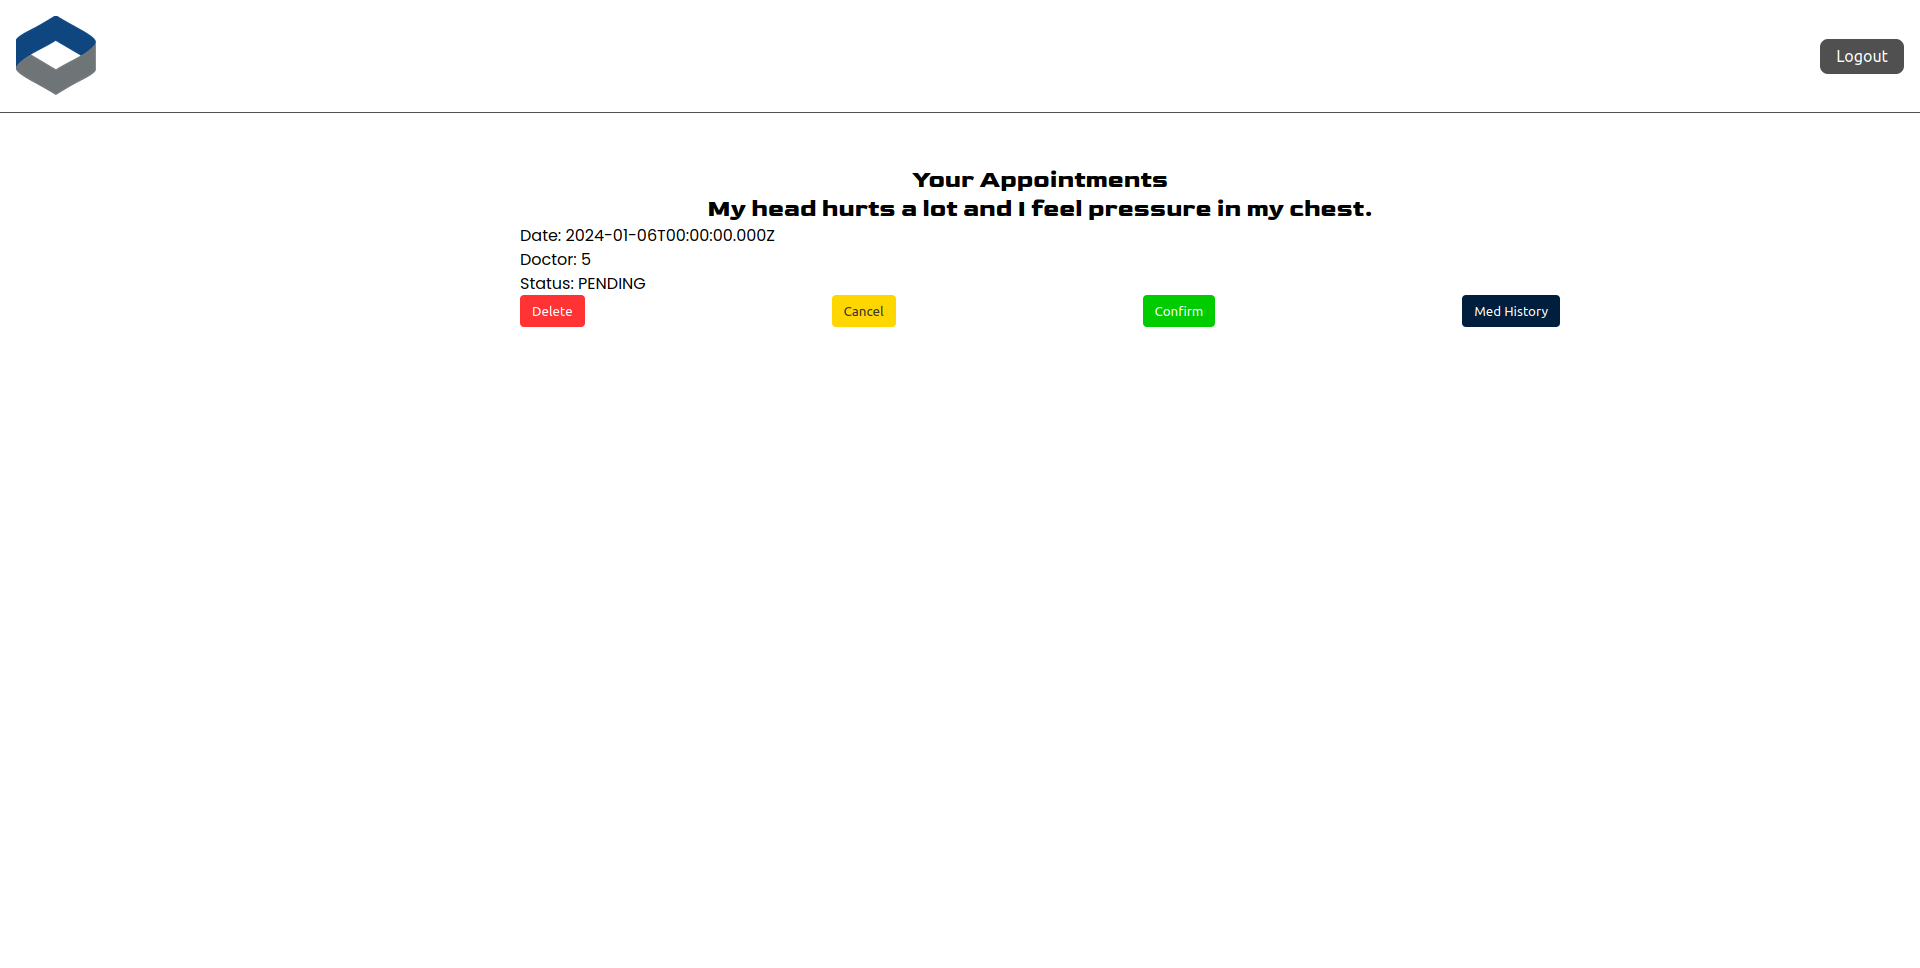 Logout
Your Appointments
My head hurts a lot and I feel pressure in my chest.
Date: 2024-01-06T00:00:00.000Z
Doctor: 5
Status: PENDING
Delete Cancel Confirm Med History